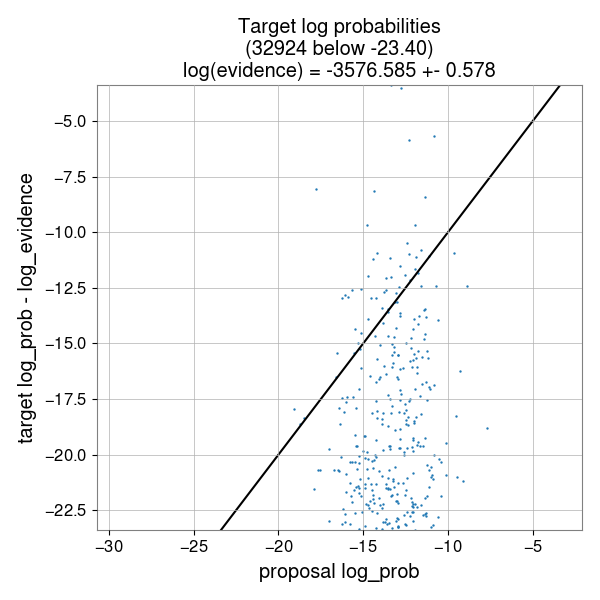 Target log probabilities
(32924 below -23.40)
log(evidence) = -3576.585 +- 0.578
target log_prob - log_evidence
−5.0
−7.5
−10.0
−12.5
−15.0
−17.5
−20.0
−22.5
−30 −25 −20 −15 −10 −5
proposal log_prob